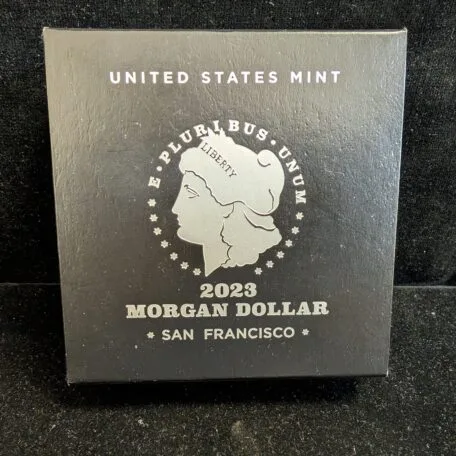 UNITED STATES MINT
E • PLURIBUS • UNUM
LIBERTY
2023
MORGAN DOLLAR
* SAN FRANCISCO *